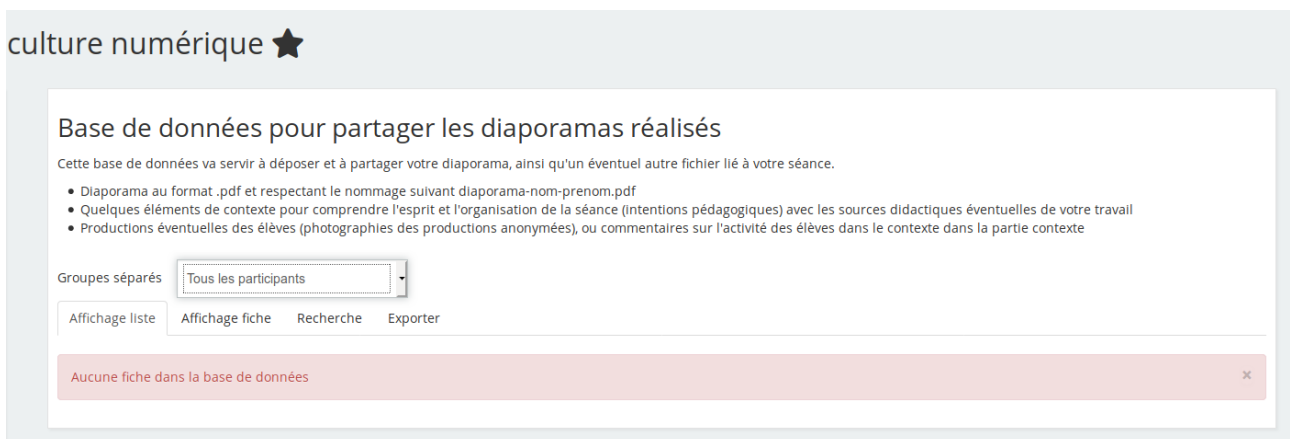 culture numérique
Base de données pour partager les diaporamas réalisés
Cette base de données va servir à déposer et à partager votre diaporama, ainsi qu'un éventuel autre fichier lié à votre séance.
Diaporama au format .pdf et respectant le nommage suivant diaporama-nom-prenom.pdf
Quelques éléments de contexte pour comprendre l'esprit et l'organisation de la séance (intentions pédagogiques) avec les sources didactiques éventuelles de votre travail
Productions éventuelles des élèves (photographies des productions anonymées), ou commentaires sur l'activité des élèves dans le contexte dans la partie contexte
Groupes séparés Tous les participants
Affichage liste Affichage fiche Recherche Exporter
Aucune fiche dans la base de données ×